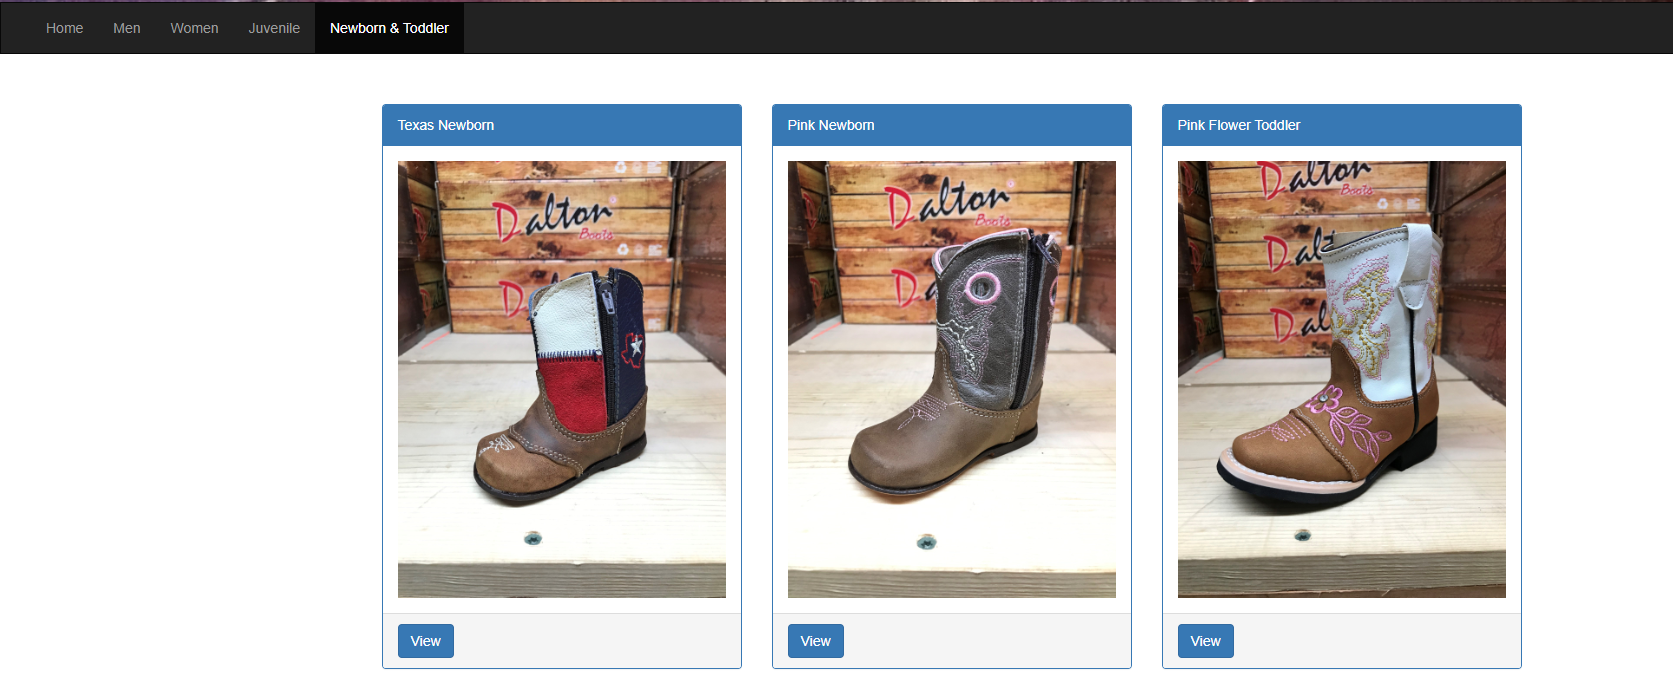 Home Men Women Juvenile Newborn & Toddler
Texas Newborn
Pink Newborn
Pink Flower Toddler
Dalton
Boots
Dalton
Boots
Dalton
Boots
Dal
View
View
View